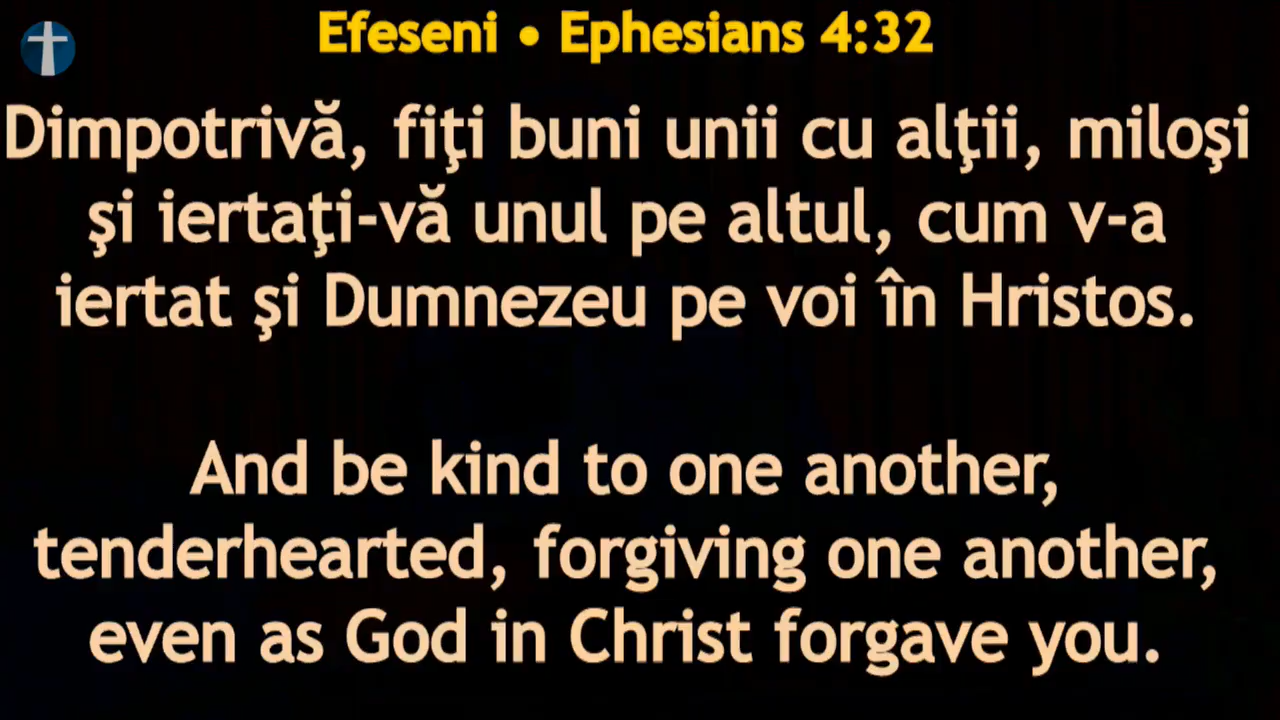 Efeseni • Ephesians 4:32
Dimpotrivă, fiţi buni unii cu alţii, miloşi
şi iertaţi-vă unul pe altul, cum v-a
iertat şi Dumnezeu pe voi în Hristos.
And be kind to one another,
tenderhearted, forgiving one another,
even as God in Christ forgave you.